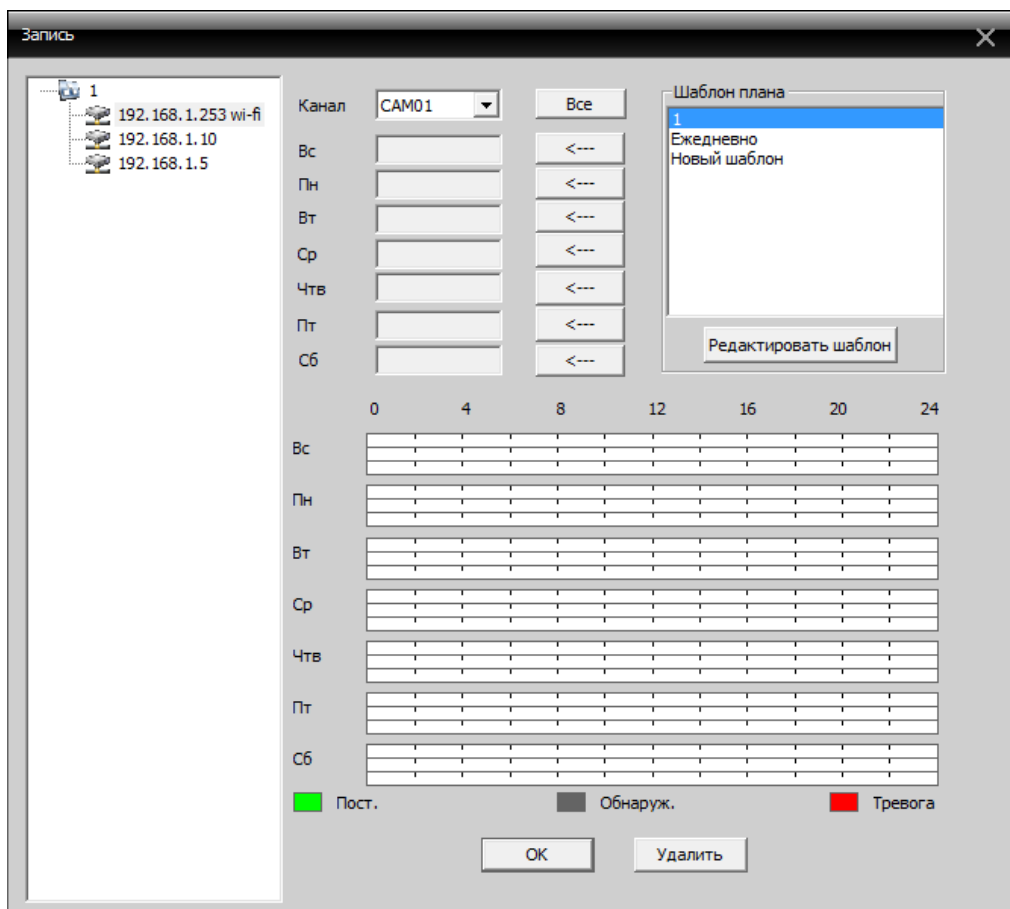 Запись
1
192.168.1.253 wi-fi
192.168.1.10
192.168.1.5
Канал CAM01 Все
Вс <---
Пн <---
Вт <---
Ср <---
Чтв <---
Пт <---
Сб <---
Шаблон плана
1
Ежедневно
Новый шаблон
Редактировать шаблон
0 4 8 12 16 20 24
Вс
Пн
Вт
Ср
Чтв
Пт
Сб
Пост. Обнаруж. Тревога
OK Удалить